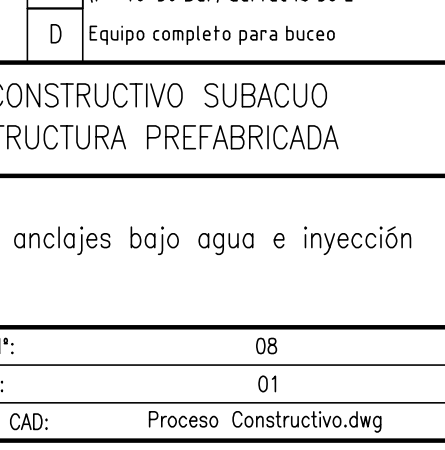 D Equipo completo para buceo
CONSTRUCTIVO SUBACUO
TRUCTURA PREFABRICADA
anclajes bajo agua e inyección
08
01
CAD: Proceso Constructivo.dwg